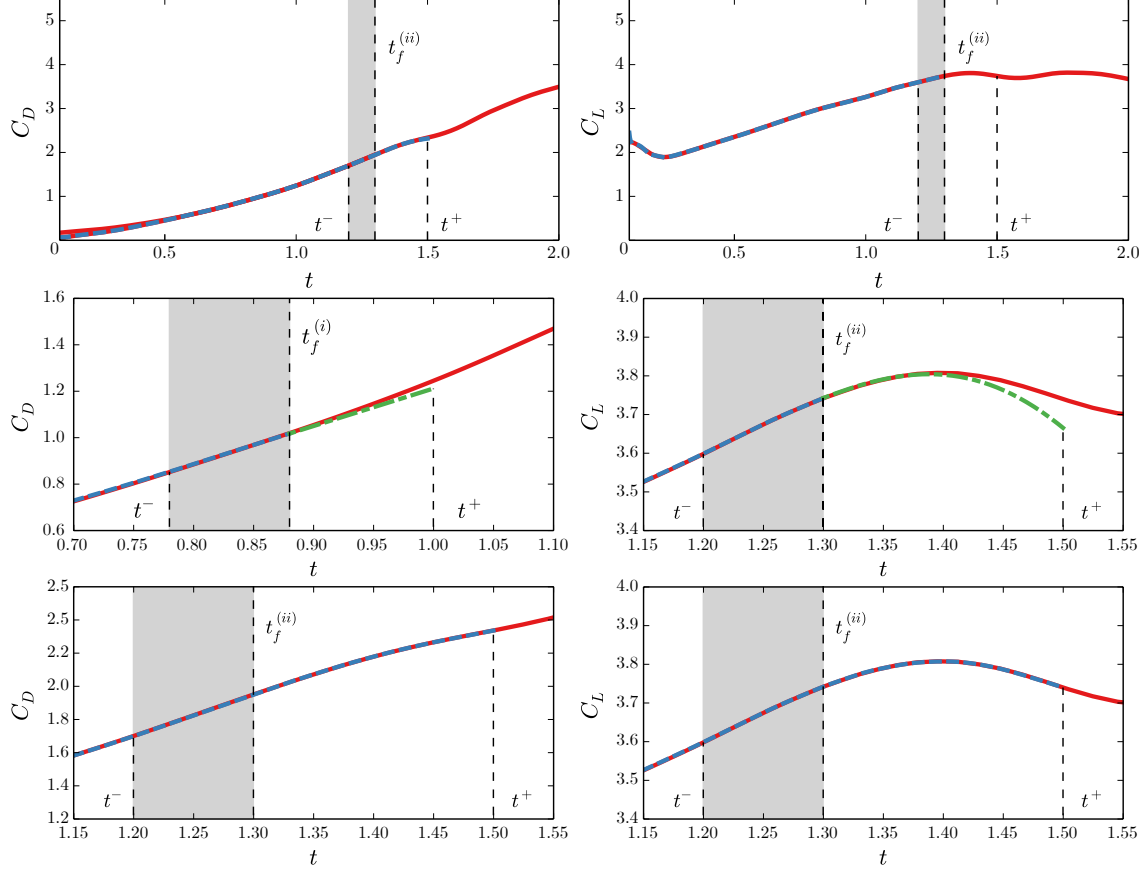 5
4
3
2
1
0
C_D
t_f^{(ii)}
t^-
t^+
0.5
1.0
1.5
2.0
t
5
4
3
2
1
0
C_L
t_f^{(ii)}
t^-
t^+
0.5
1.0
1.5
2.0
t
1.6
1.4
1.2
1.0
0.8
0.6
C_D
t_f^{(i)}
t^-
t^+
0.70 0.75 0.80 0.85 0.90 0.95 1.00 1.05 1.10
t
4.0
3.9
3.8
3.7
3.6
3.5
3.4
C_L
t_f^{(ii)}
t^-
t^+
1.15 1.20 1.25 1.30 1.35 1.40 1.45 1.50 1.55
t
2.5
2.5
2.2
2.0
1.8
1.6
1.4
1.2
C_D
t_f^{(ii)}
t^-
t^+
1.15 1.20 1.30 1.30 1.35 1.40 1.45 1.50 1.55
t
4.0
3.9
3.8
3.7
3.6
3.5
3.4
C_L
t_f^{(ii)}
t^-
t^+
1.15 1.20 1.30 1.30 1.35 1.40 1.45 1.50 1.55
t